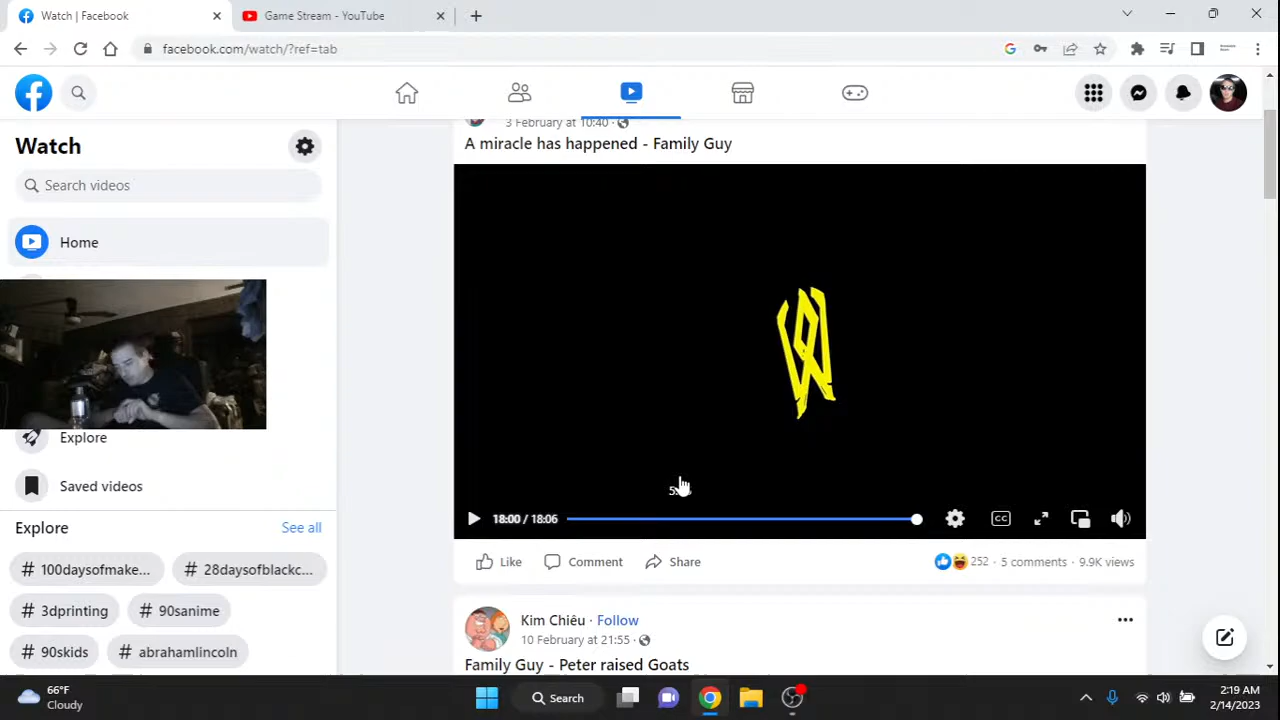 Watch | Facebook
Game Stream - YouTube
facebook.com/watch/?ref=tab
Watch
Search videos
Home
Explore
Saved videos
Explore
See all
# 100daysofmake...
# 28daysofblackc...
# 3dprinting
# 90sanime
# 90skids
# abrahamlincoln
3 February at 10:40 ·
A miracle has happened - Family Guy
18:00 / 18:06
CC
Like
Comment
Share
252 · 5 comments · 9.9K views
Kim Chiêu · Follow
10 February at 21:55 ·
Family Guy - Peter raised Goats
66°F
Cloudy
Search
2:19 AM
2/14/2023